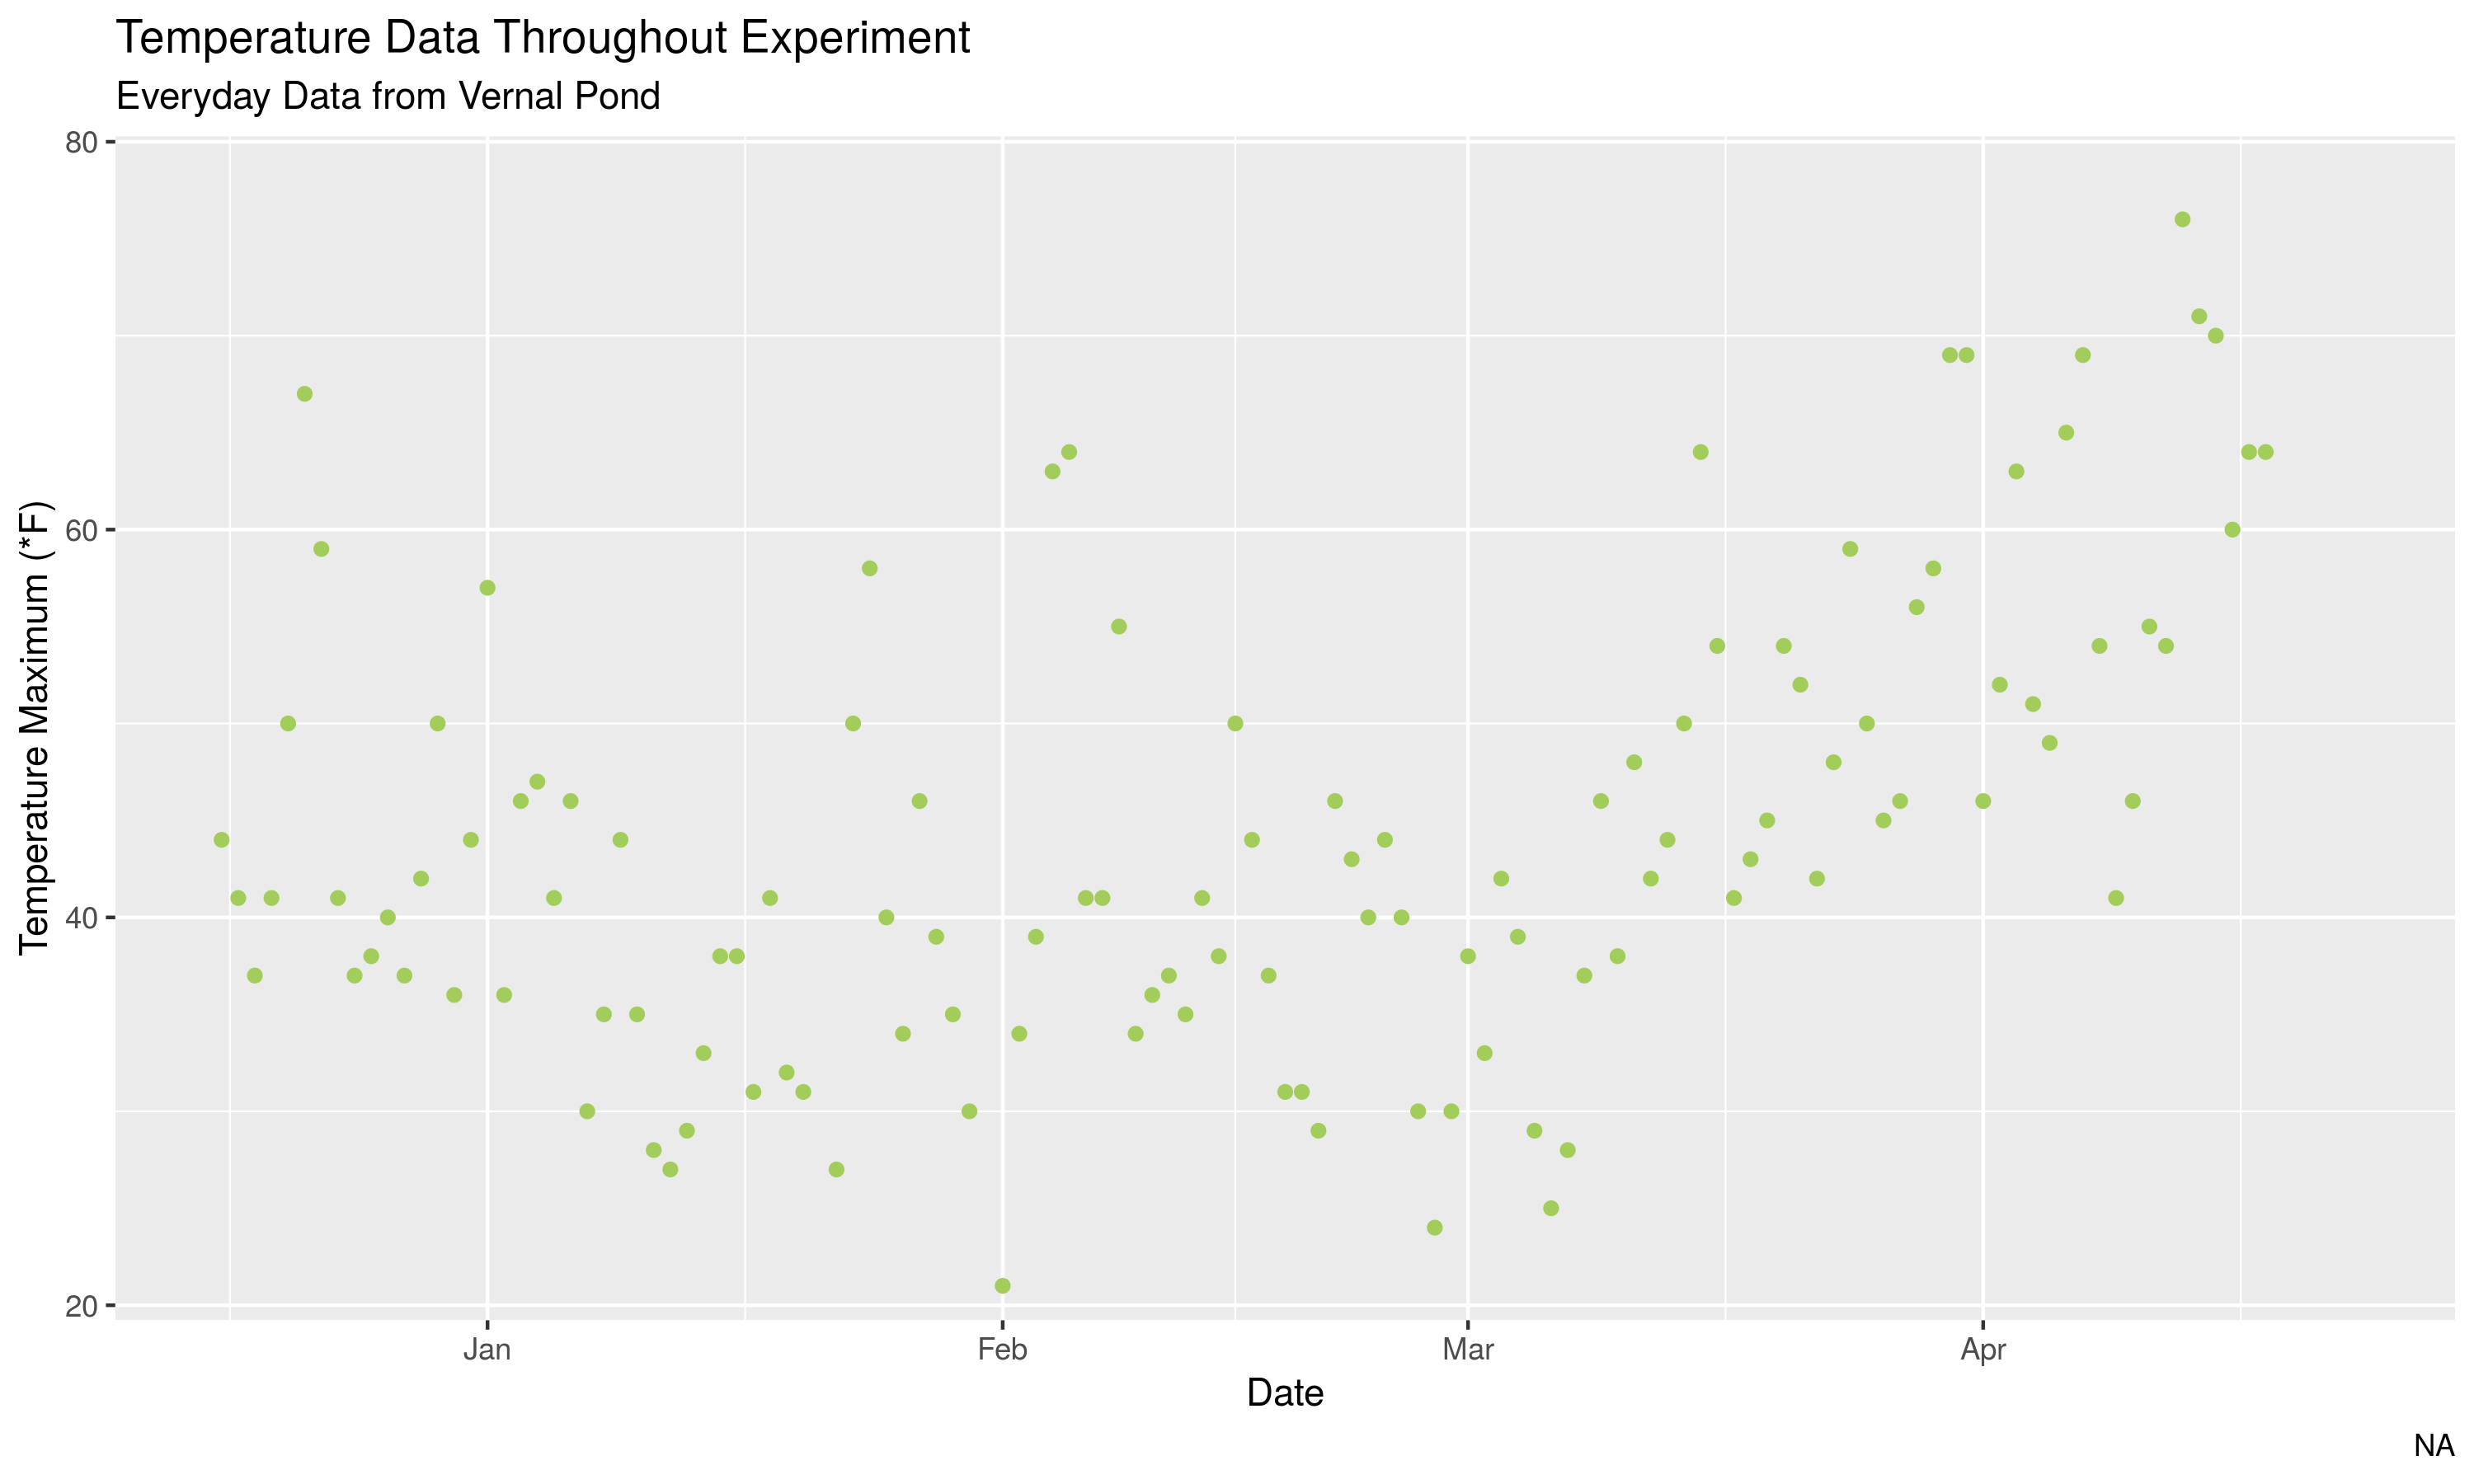 Temperature Data Throughout Experiment
Everyday Data from Vernal Pond
Temperature Maximum (*F)
80
60
40
20
Jan Feb Mar Apr
Date
NA